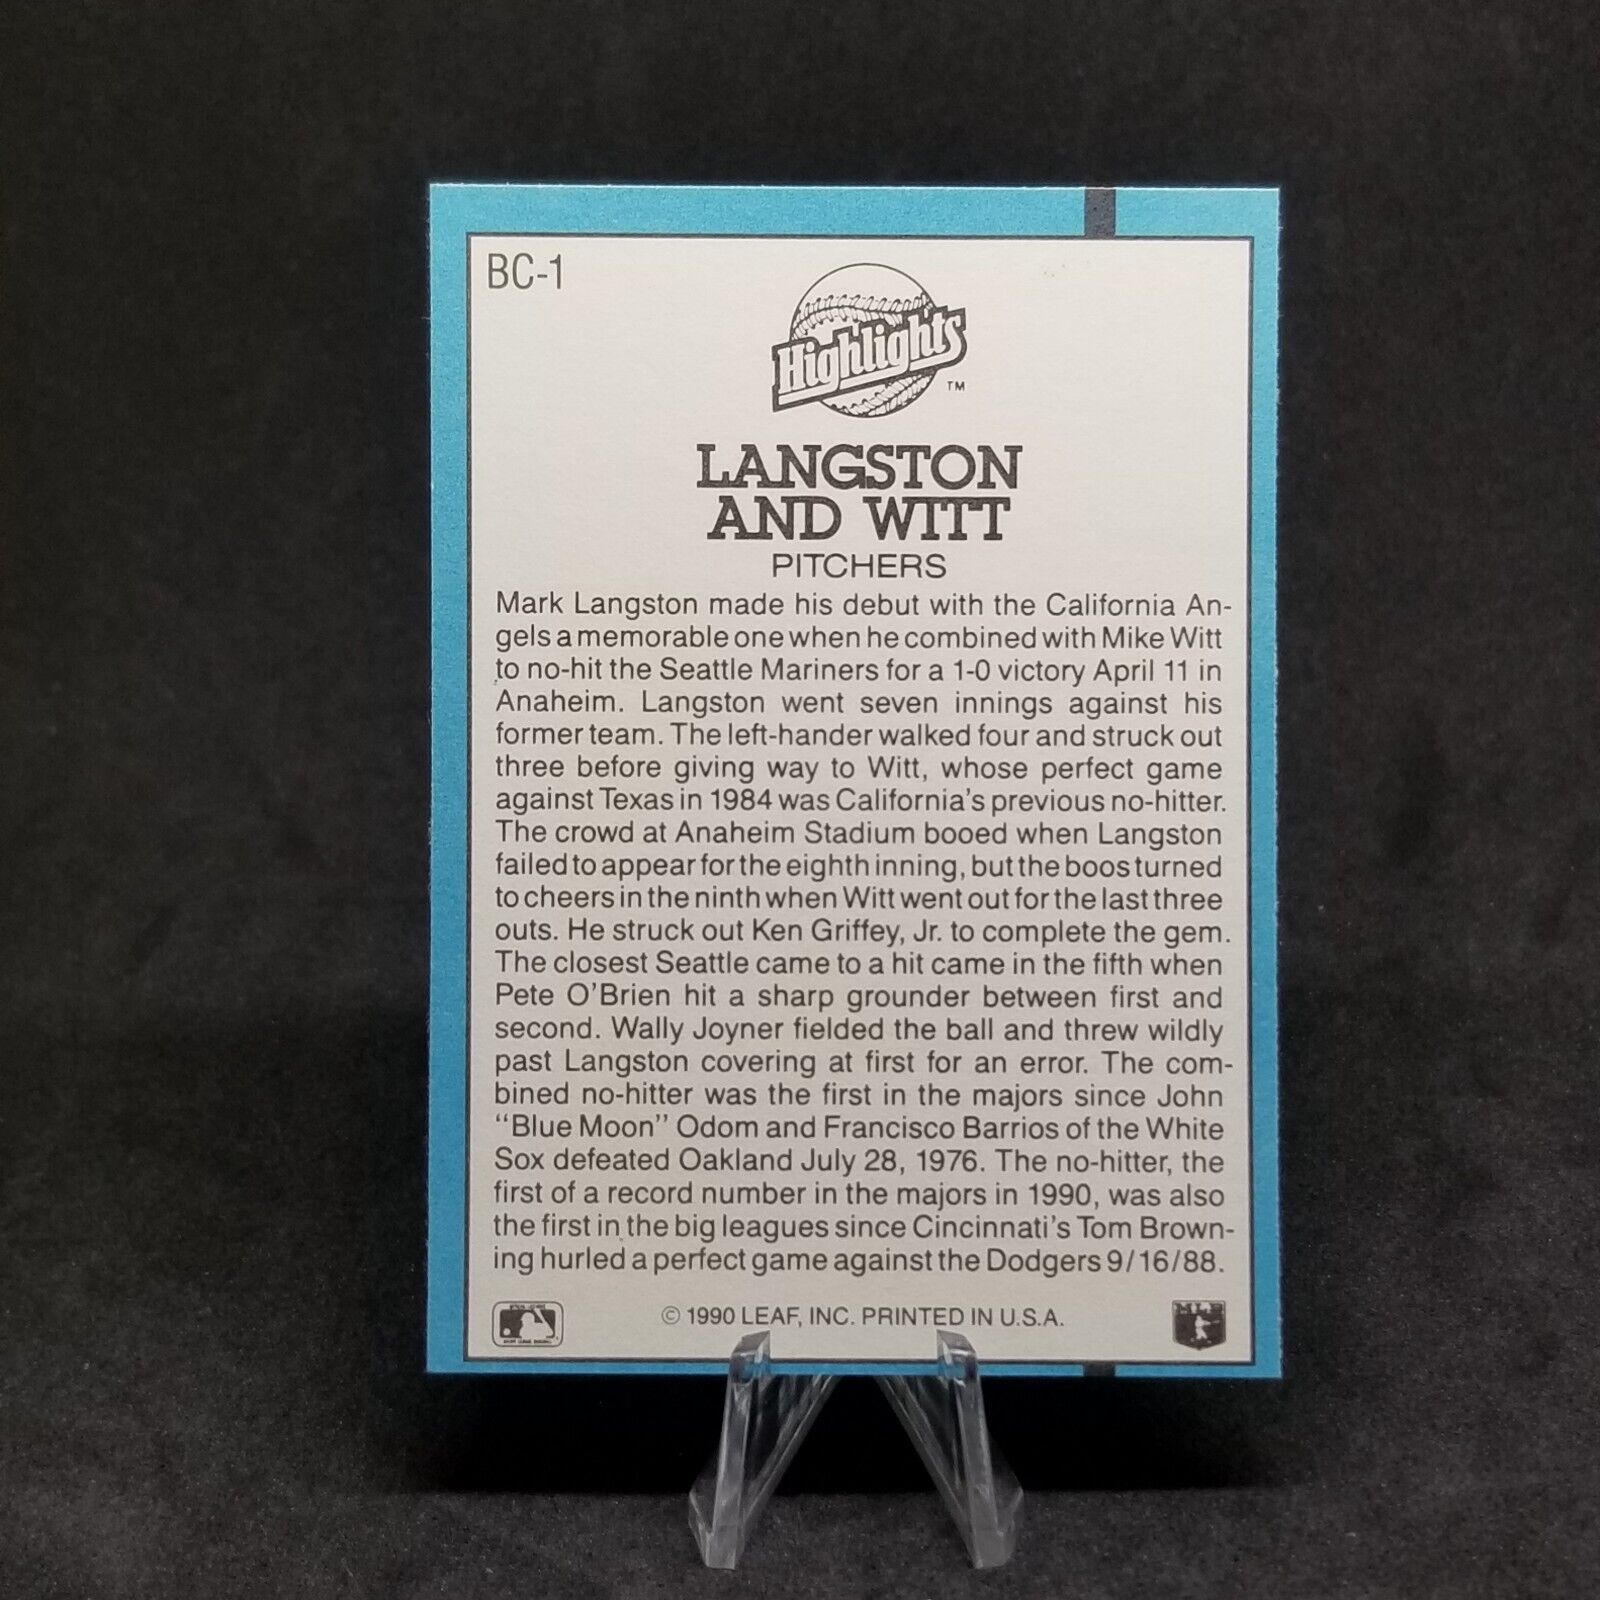 BC-1
Highlights
TM
LANGSTON
AND WITT
PITCHERS
Mark Langston made his debut with the California An-
gels a memorable one when he combined with Mike Witt
to no-hit the Seattle Mariners for a 1-0 victory April 11 in
Anaheim. Langston went seven innings against his
former team. The left-hander walked four and struck out
three before giving way to Witt, whose perfect game
against Texas in 1984 was California's previous no-hitter.
The crowd at Anaheim Stadium booed when Langston
failed to appear for the eighth inning, but the boos turned
to cheers in the ninth when Witt went out for the last three
outs. He struck out Ken Griffey, Jr. to complete the gem.
The closest Seattle came to a hit came in the fifth when
Pete O'Brien hit a sharp grounder between first and
second. Wally Joyner fielded the ball and threw wildly
past Langston covering at first for an error. The com-
bined no-hitter was the first in the majors since John
"Blue Moon" Odom and Francisco Barrios of the White
Sox defeated Oakland July 28, 1976. The no-hitter, the
first of a record number in the majors in 1990, was also
the first in the big leagues since Cincinnati's Tom Brown-
ing hurled a perfect game against the Dodgers 9/16/88.
© 1990 LEAF, INC. PRINTED IN U.S.A.
MLB